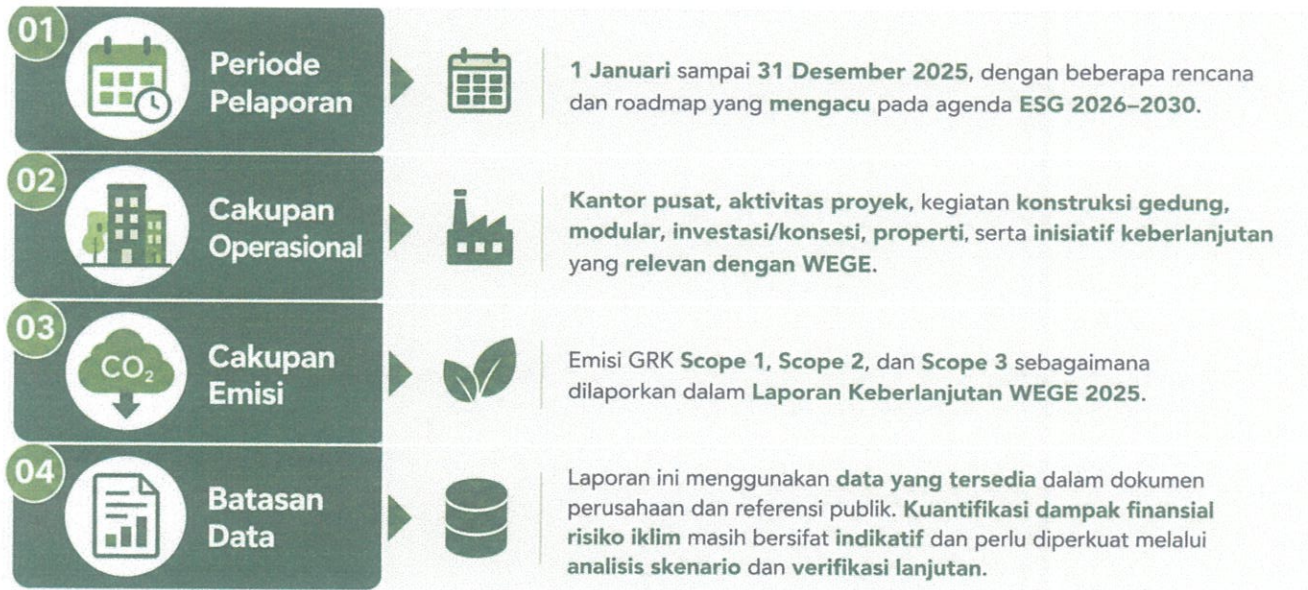 01
Periode
Pelaporan
1 Januari sampai 31 Desember 2025, dengan beberapa rencana
dan roadmap yang mengacu pada agenda ESG 2026–2030.
02
Cakupan
Operasional
Kantor pusat, aktivitas proyek, kegiatan konstruksi gedung,
modular, investasi/konsesi, properti, serta inisiatif keberlanjutan
yang relevan dengan WEGE.
03
CO₂
Cakupan
Emisi
Emisi GRK Scope 1, Scope 2, dan Scope 3 sebagaimana
dilaporkan dalam Laporan Keberlanjutan WEGE 2025.
04
Batasan
Data
Laporan ini menggunakan data yang tersedia dalam dokumen
perusahaan dan referensi publik. Kuantifikasi dampak finansial
risiko iklim masih bersifat indikatif dan perlu diperkuat melalui
analisis skenario dan verifikasi lanjutan.